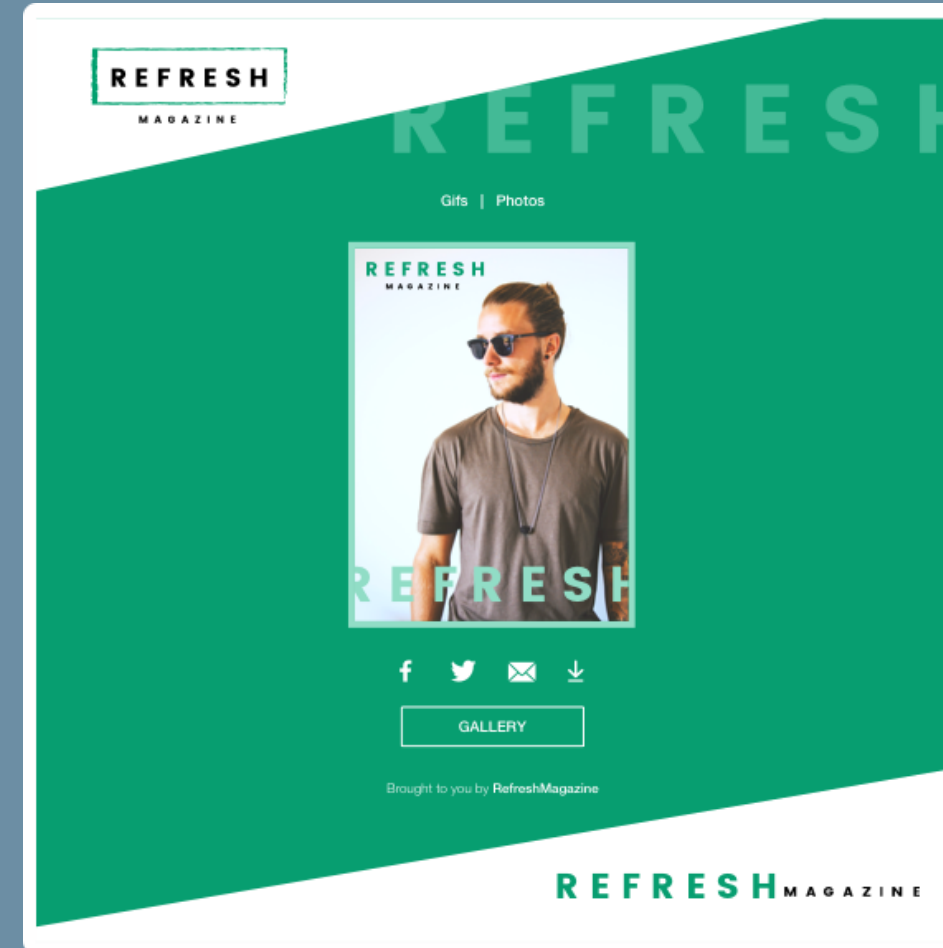 REFRESH
MAGAZINE
REFRESH
Gifs | Photos
REFRESH
MAGAZINE
REFRESH
GALLERY
Brought to you by RefreshMagazine
REFRESH MAGAZINE